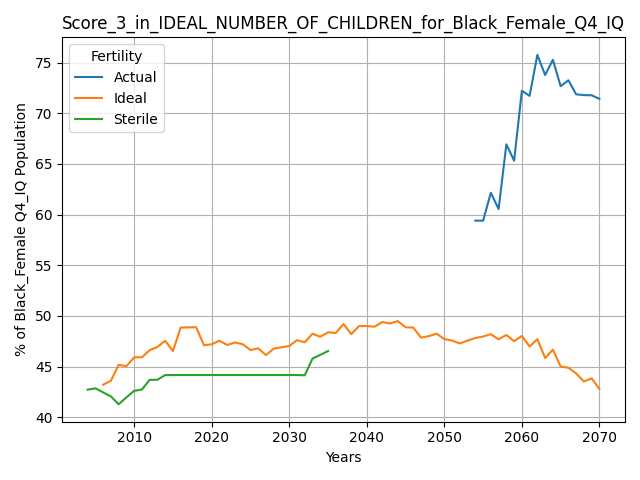 Score_3_in_IDEAL_NUMBER_OF_CHILDREN_for_Black_Female_Q4_IQ
Fertility
Actual
Ideal
Sterile
% of Black_Female Q4_IQ Population
75
70
65
60
55
50
45
40
2010
2020
2030
2040
2050
2060
2070
Years